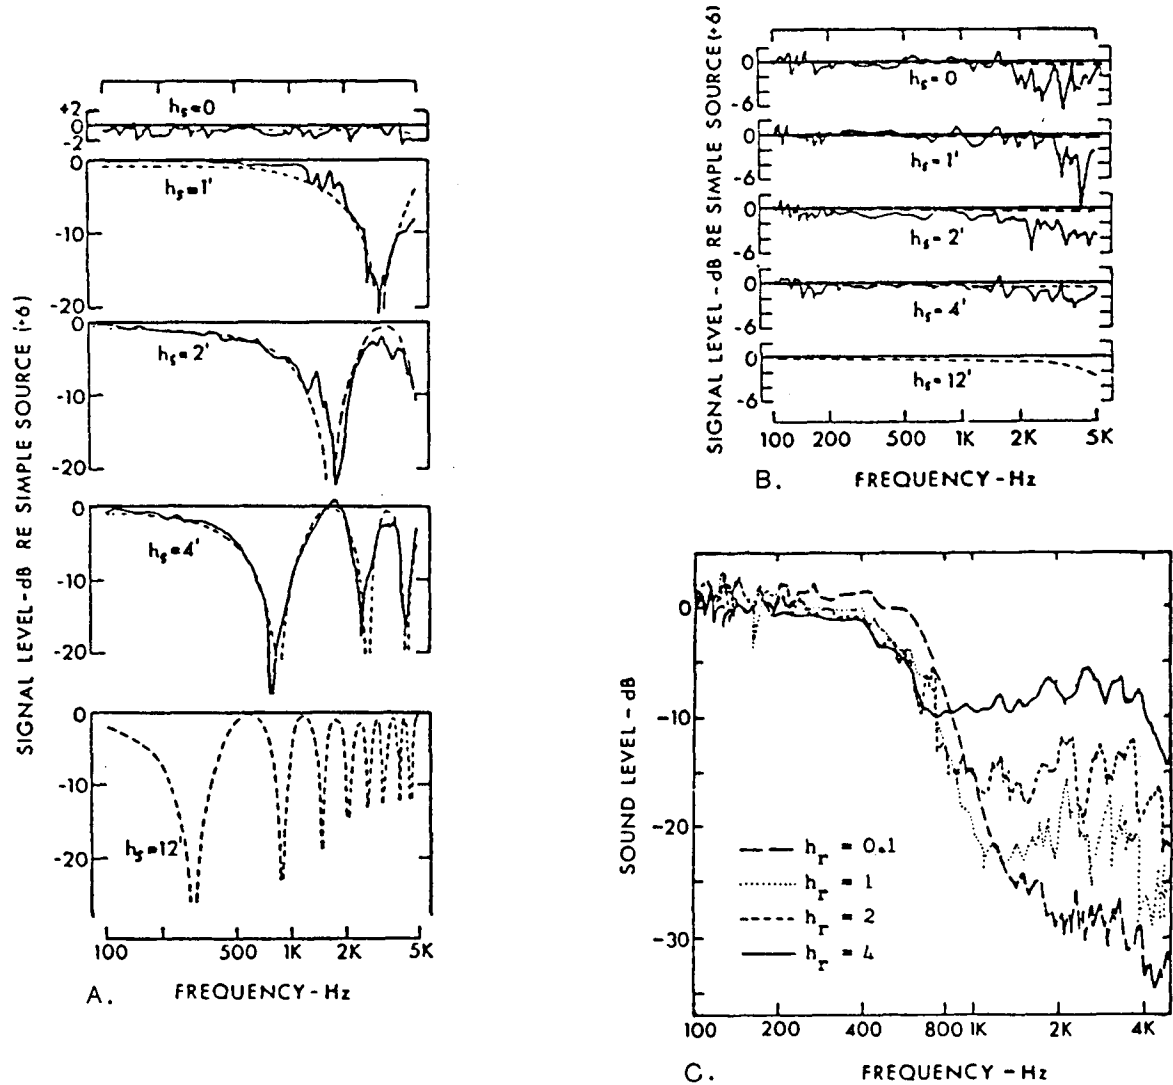 SIGNAL LEVEL-dB RE SIMPLE SOURCE (+6)
hs=0
+2
0
-2
hs=1'
0
-10
-20
hs=2'
0
-10
-20
hs=4'
0
-10
-20
hs=12'
0
-10
-20
100 500 1K 2K 5K
A. FREQUENCY-Hz
SIGNAL LEVEL-dB RE SIMPLE SOURCE (+6)
0
hs=0
-6
0
hs=1'
-6
0
hs=2'
-6
0
hs=4'
-6
0
hs=12'
-6
100 200 500 1K 2K 5K
B. FREQUENCY-Hz
SOUND LEVEL-dB
0
-10
-20
-30
hr = 0.1
hr = 1
hr = 2
hr = 4
100 200 400 800 1K 2K 4K
C. FREQUENCY-Hz